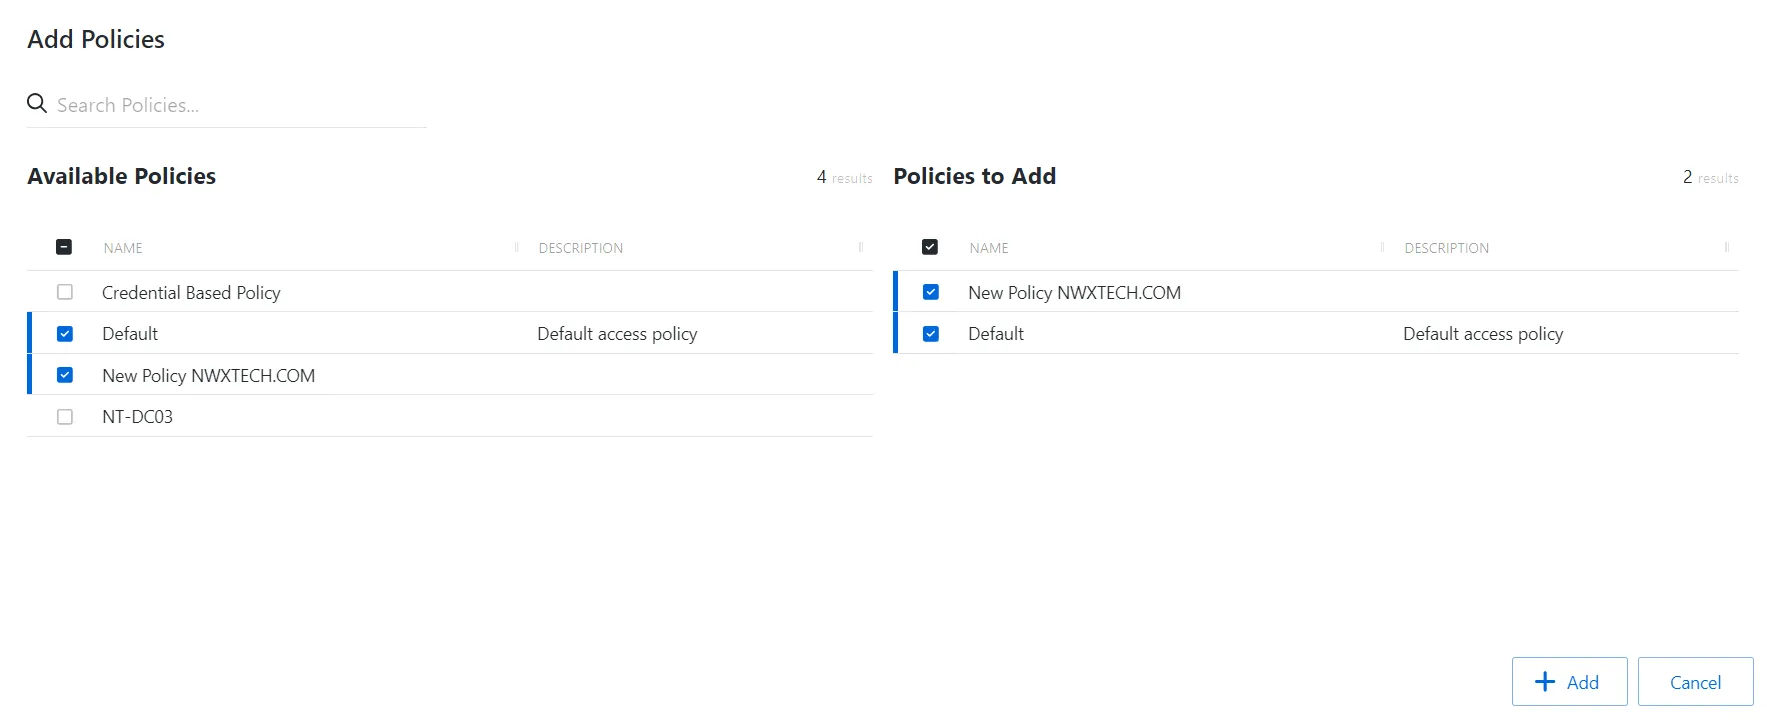 Add Policies
Search Policies...
Available Policies
4 results
NAME DESCRIPTION
Credential Based Policy
Default Default access policy
New Policy NWXTECH.COM
NT-DC03
Policies to Add
2 results
NAME DESCRIPTION
New Policy NWXTECH.COM
Default Default access policy
Add
Cancel